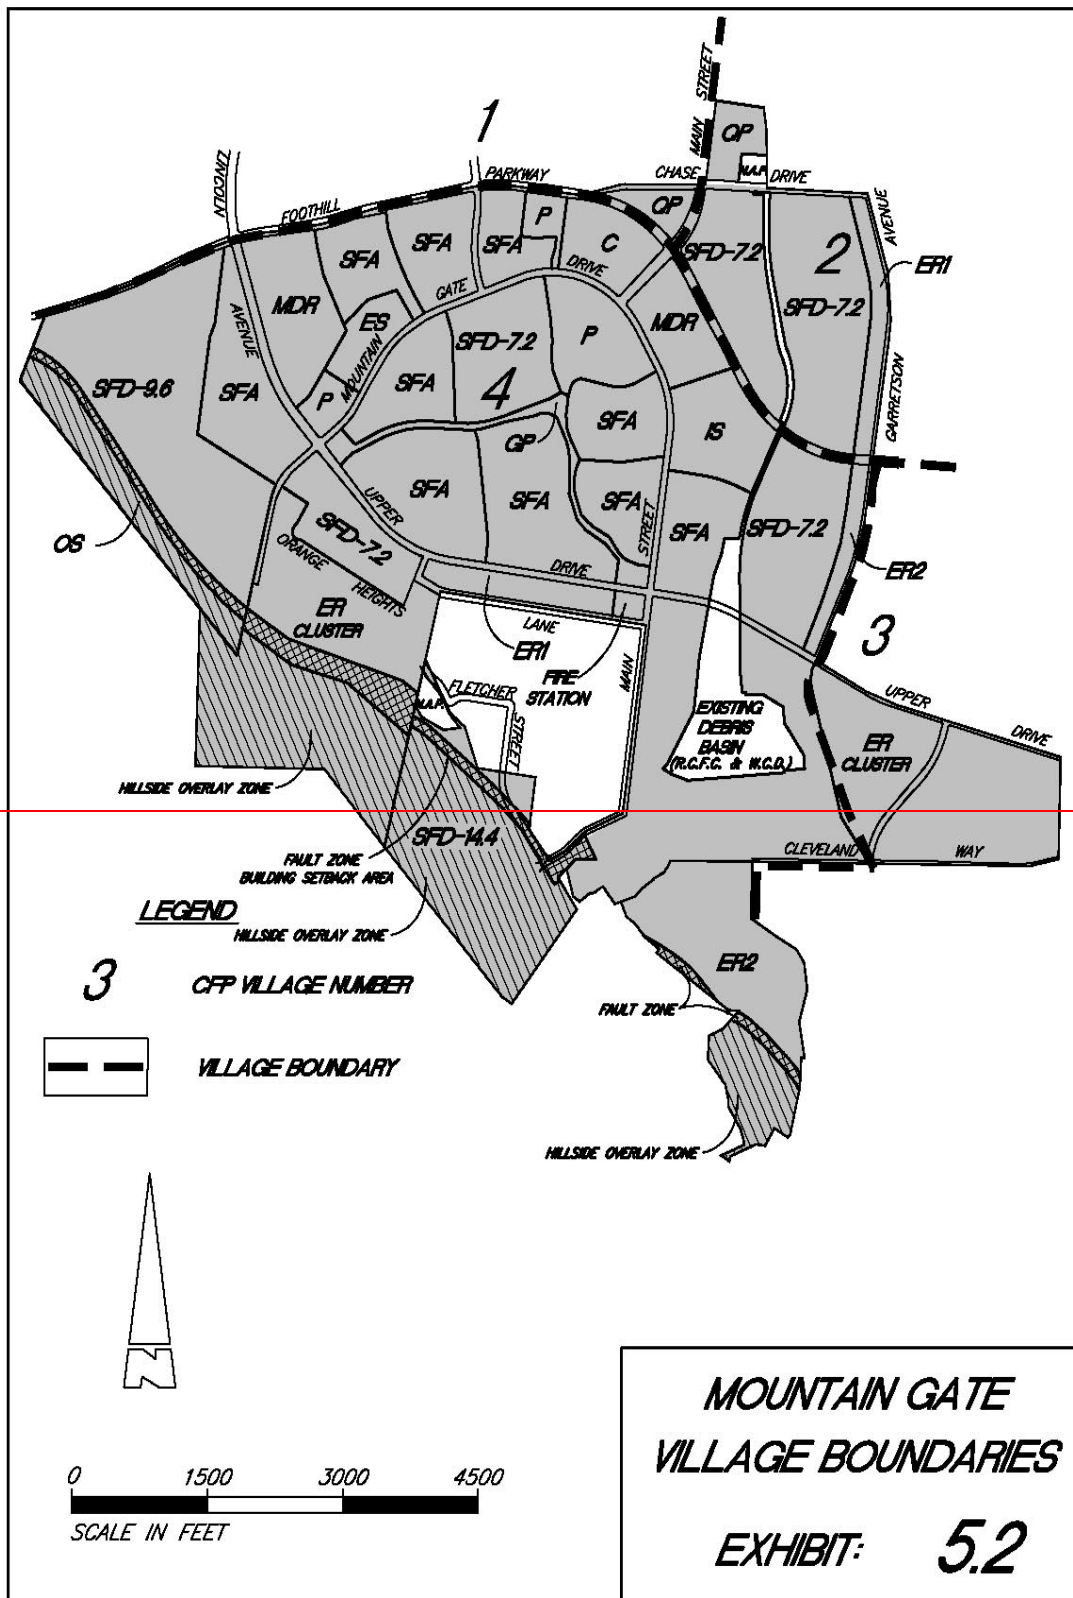 MAIN STREET
1
QP
LINCOLN
PARKWAY
CHASE
N.A.P.
DRIVE
FOOTHILL
AVENUE
P
QP
SFA
SFA
SFA
C
SFD-7.2
2
ER1
DRIVE
GATE
MDR
ES
AVENUE
MOUNTAIN
SFD-7.2
P
MDR
SFD-7.2
GARRETSON
SFD-9.6
SFA
P
SFA
4
SFA
IS
QP
SFA
SFA
SFA
UPPER
STREET
SFA
SFD-7.2
SFD-7.2
OS
ORANGE
HEIGHTS
DRIVE
ER2
ER
CLUSTER
LANE
ER1
3
MAIN
FIRE
STATION
FLETCHER
STREET
N.A.P.
UPPER
DRIVE
EXISTING
DEBRIS
BASIN
(R.C.F.C. & W.C.D.)
ER
CLUSTER
HILLSIDE OVERLAY ZONE
SFD-14.4
CLEVELAND
WAY
FAULT ZONE
BUILDING SETBACK AREA
LEGEND
HILLSIDE OVERLAY ZONE
3
CFP VILLAGE NUMBER
ER2
FAULT ZONE
VILLAGE BOUNDARY
HILLSIDE OVERLAY ZONE
N
0 1500 3000 4500
SCALE IN FEET
MOUNTAIN GATE
VILLAGE BOUNDARIES
EXHIBIT: 5.2